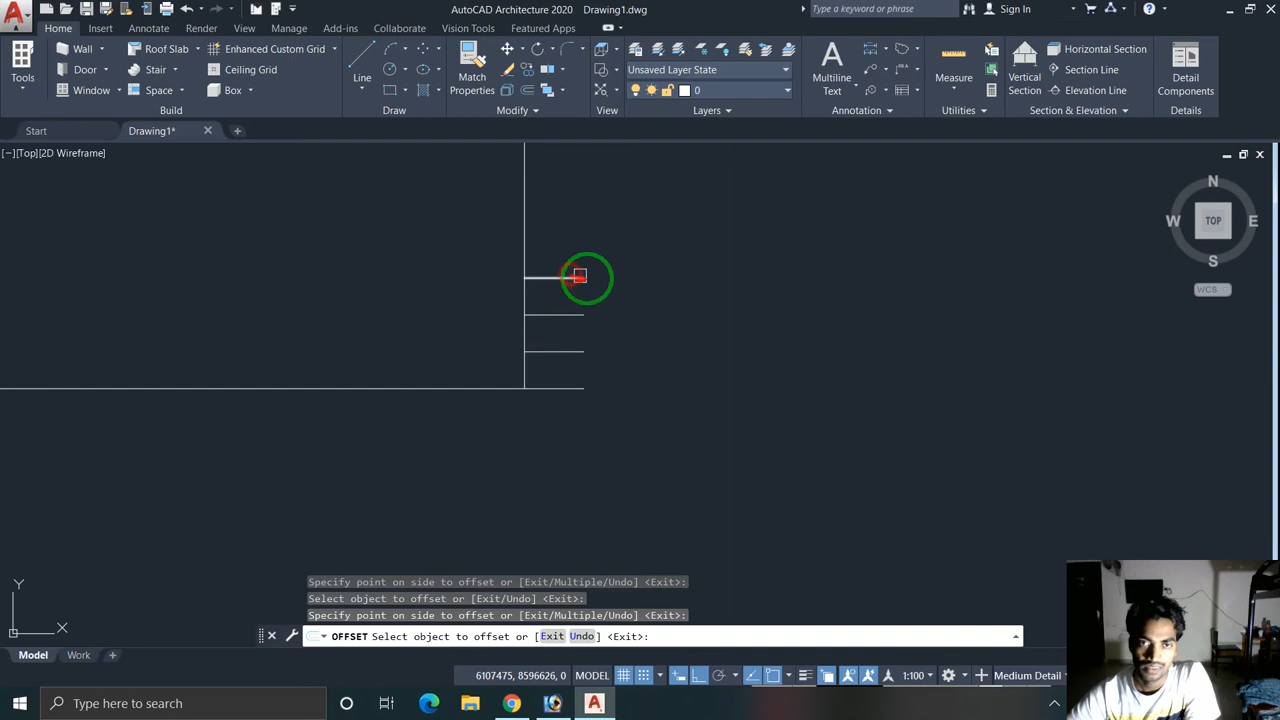 AutoCAD Architecture 2020 Drawing1.dwg
Type a keyword or phrase
Sign In
Home Insert Annotate Render View Manage Add-ins Collaborate Vision Tools Featured Apps
Tools
Wall Roof Slab Enhanced Custom Grid
Door Stair Ceiling Grid
Window Space Box
Build
Line
Draw
Match Properties
Modify
View
Unsaved Layer State
0
Layers
Multiline Text
Annotation
Measure
Utilities
Vertical Section
Horizontal Section
Section Line
Elevation Line
Section & Elevation
Detail Components
Details
Start Drawing1*
[−][Top][2D Wireframe]
N
W TOP E
S
WCS
Y
X
Specify point on side to offset or [Exit/Multiple/Undo] <Exit>:
Select object to offset or [Exit/Undo] <Exit>:
Specify point on side to offset or [Exit/Multiple/Undo] <Exit>:
OFFSET Select object to offset or [Exit Undo] <Exit>:
Model Work
6107475, 8596626, 0 MODEL 1:100 Medium Detail
Type here to search